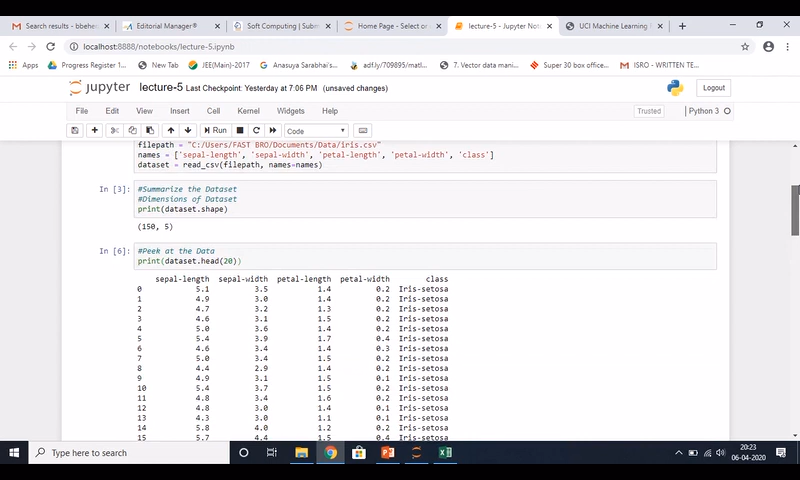 Search results - bbehe
Editorial Manager®
Soft Computing | Subm
Home Page - Select or
lecture-5 - Jupyter Not
UCI Machine Learning
localhost:8888/notebooks/lecture-5.ipynb
Apps
Progress Register 1
New Tab
JEE(Main)-2017
Anasuya Sarabhai's...
adf.ly/709895/matl...
7. Vector data mani...
Super 30 box office...
ISRO - WRITTEN TE...
jupyter lecture-5 Last Checkpoint: Yesterday at 7:06 PM (unsaved changes)
Logout
File Edit View Insert Cell Kernel Widgets Help
Trusted
Python 3
Run
Code
filepath = "C:/Users/FAST BRO/Documents/Data/iris.csv"
names = ['sepal-length', 'sepal-width', 'petal-length', 'petal-width', 'class']
dataset = read_csv(filepath, names=names)
In [3]: #Summarize the Dataset
#Dimensions of Dataset
print(dataset.shape)
(150, 5)
In [6]: #Peek at the Data
print(dataset.head(20))
sepal-length sepal-width petal-length petal-width class
0 5.1 3.5 1.4 0.2 Iris-setosa
1 4.9 3.0 1.4 0.2 Iris-setosa
2 4.7 3.2 1.3 0.2 Iris-setosa
3 4.6 3.1 1.5 0.2 Iris-setosa
4 5.0 3.6 1.4 0.2 Iris-setosa
5 5.4 3.9 1.7 0.4 Iris-setosa
6 4.6 3.4 1.4 0.3 Iris-setosa
7 5.0 3.4 1.5 0.2 Iris-setosa
8 4.4 2.9 1.4 0.2 Iris-setosa
9 4.9 3.1 1.5 0.1 Iris-setosa
10 5.4 3.7 1.5 0.2 Iris-setosa
11 4.8 3.4 1.6 0.2 Iris-setosa
12 4.8 3.0 1.4 0.1 Iris-setosa
13 4.3 3.0 1.1 0.1 Iris-setosa
14 5.8 4.0 1.2 0.2 Iris-setosa
15 5.7 4.4 1.5 0.4 Iris-setosa
Type here to search
20:23
06-04-2020